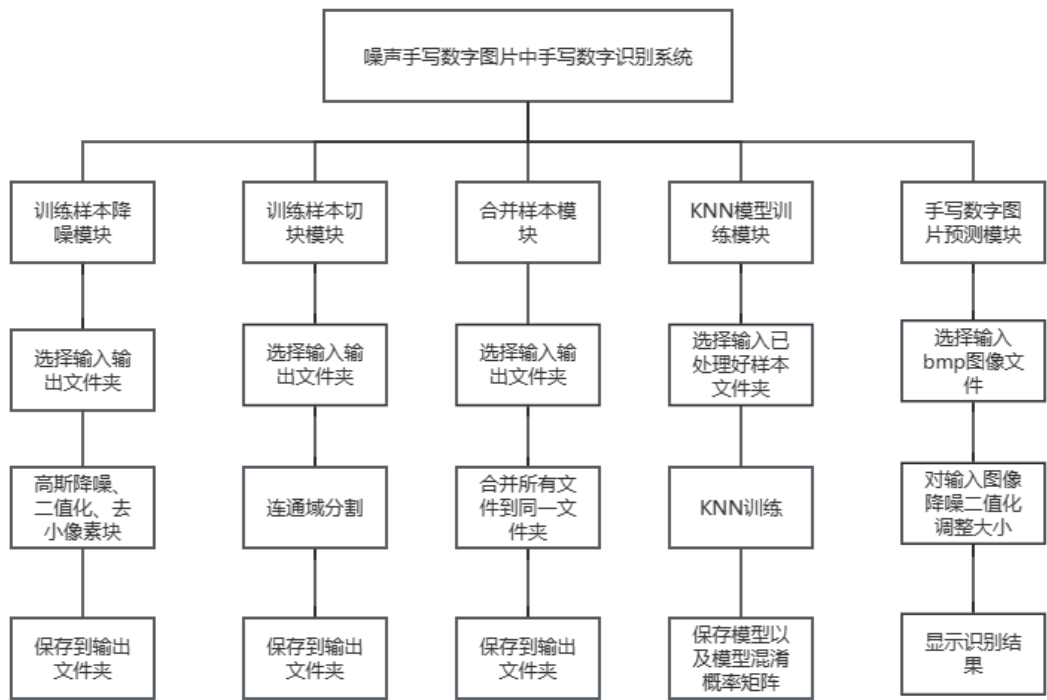 噪声手写数字图片中手写数字识别系统
训练样本降
噪模块
训练样本切
块模块
合并样本模
块
KNN模型训
练模块
手写数字图
片预测模块
选择输入输
出文件夹
选择输入输
出文件夹
选择输入输
出文件夹
选择输入已
处理好样本
文件夹
选择输入
bmp图像文
件
高斯降噪、
二值化、去
小像素块
连通域分割
合并所有文
件到同一文
件夹
KNN训练
对输入图像
降噪二值化
调整大小
保存到输出
文件夹
保存到输出
文件夹
保存到输出
文件夹
保存模型以
及模型混淆
概率矩阵
显示识别结
果